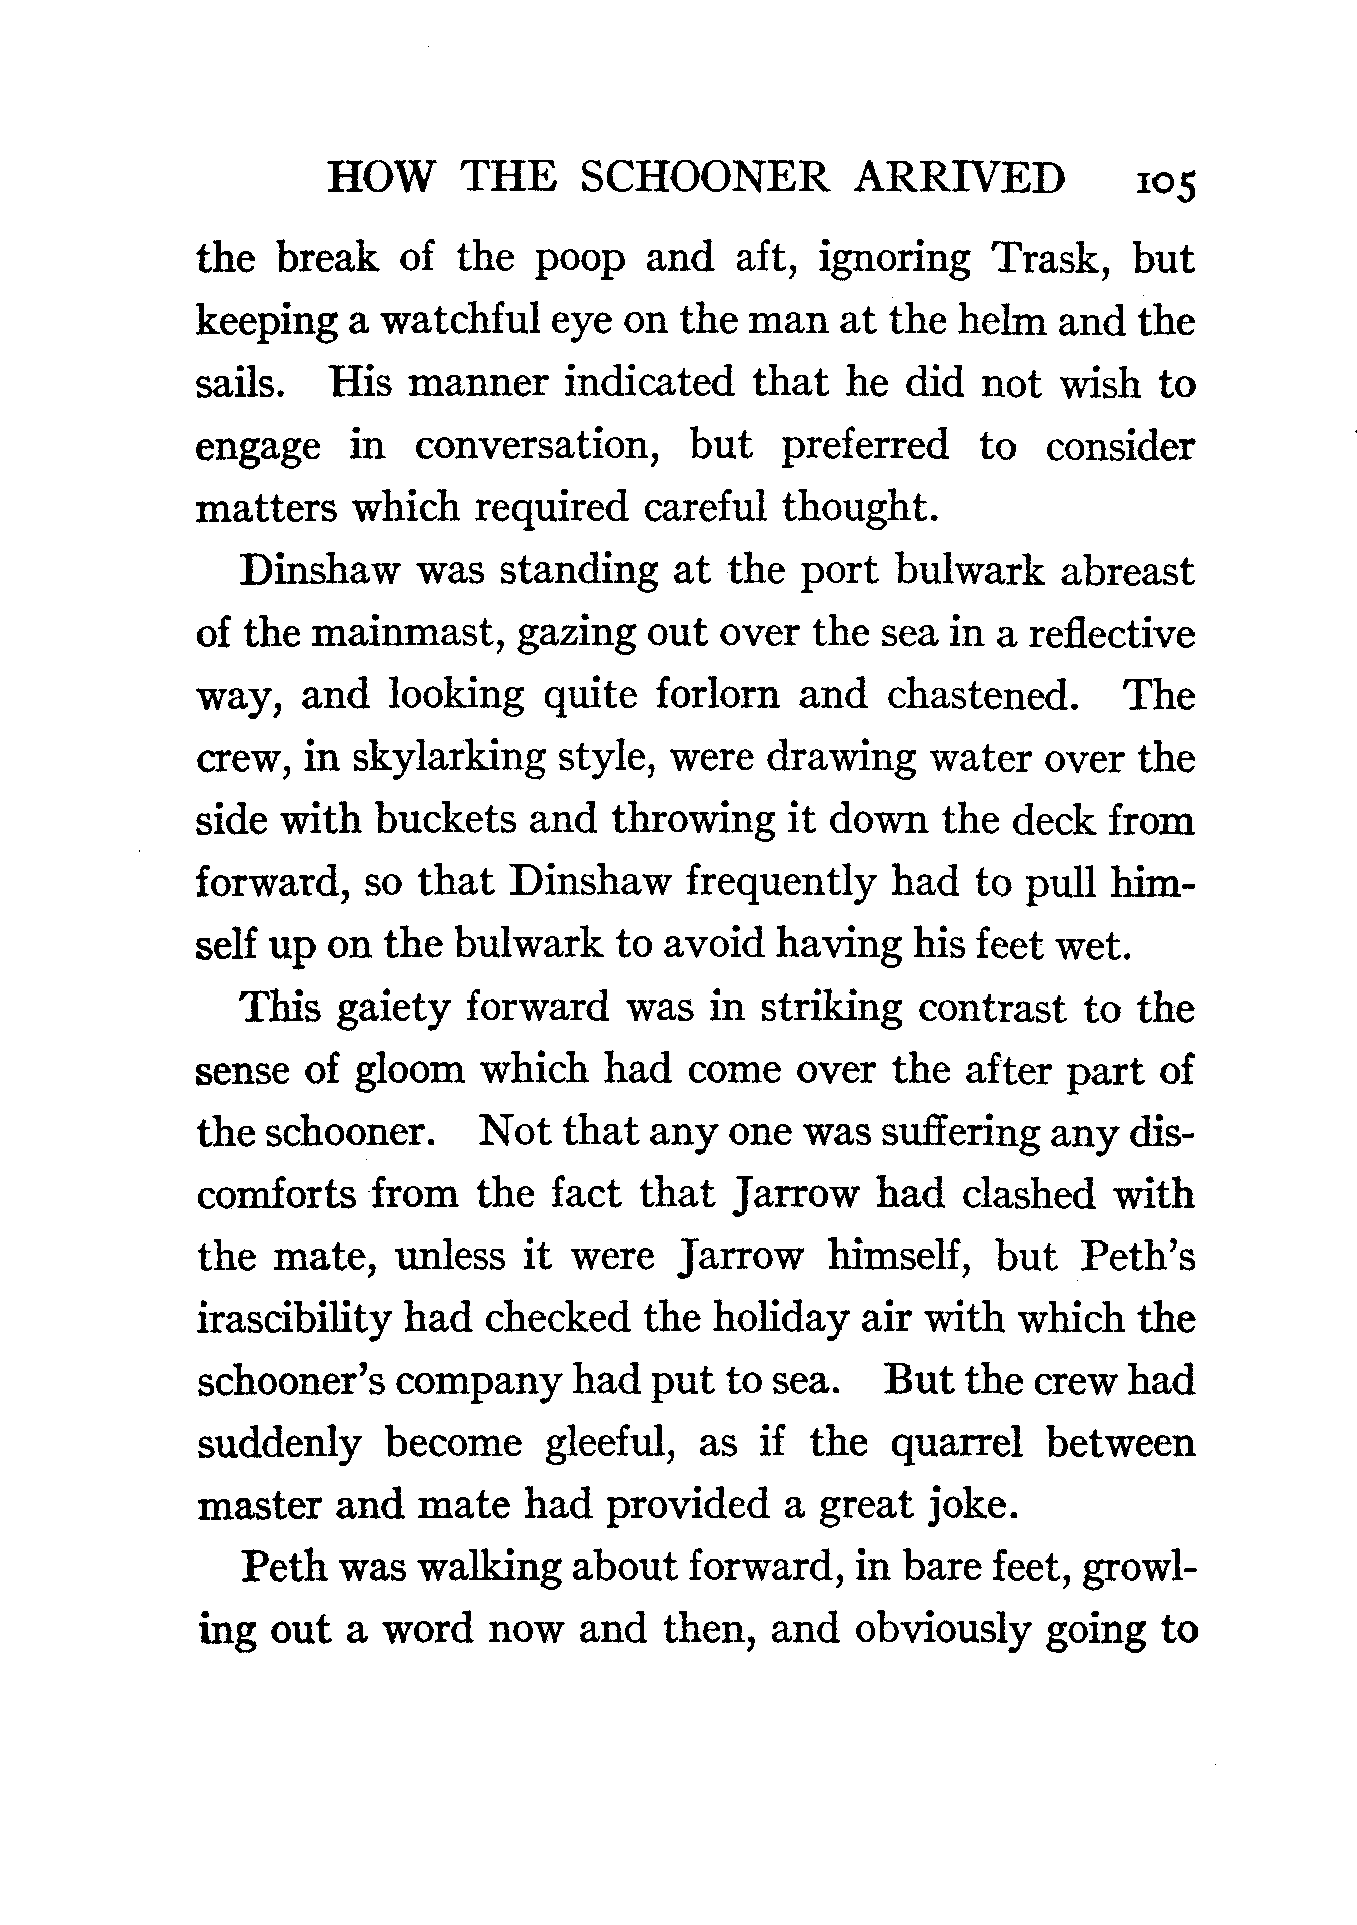 HOW THE SCHOONER ARRIVED 105
the break of the poop and aft, ignoring Trask, but
keeping a watchful eye on the man at the helm and the
sails. His manner indicated that he did not wish to
engage in conversation, but preferred to consider
matters which required careful thought.
Dinshaw was standing at the port bulwark abreast
of the mainmast, gazing out over the sea in a reflective
way, and looking quite forlorn and chastened. The
crew, in skylarking style, were drawing water over the
side with buckets and throwing it down the deck from
forward, so that Dinshaw frequently had to pull him-
self up on the bulwark to avoid having his feet wet.
This gaiety forward was in striking contrast to the
sense of gloom which had come over the after part of
the schooner. Not that any one was suffering any dis-
comforts from the fact that Jarrow had clashed with
the mate, unless it were Jarrow himself, but Peth's
irascibility had checked the holiday air with which the
schooner's company had put to sea. But the crew had
suddenly become gleeful, as if the quarrel between
master and mate had provided a great joke.
Peth was walking about forward, in bare feet, growl-
ing out a word now and then, and obviously going to